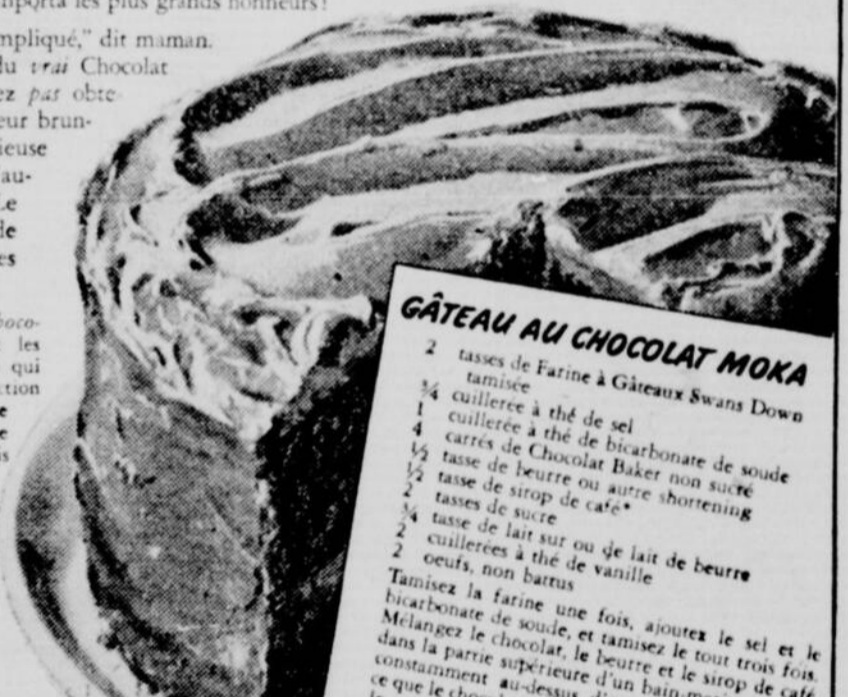 emporta les plus grands honneurs!
mpliqué," dit maman.
du vrai Chocolat
ez pas obte-
eur brun-
ieuse
au-
Le
de
es
hoco-
les
qui
ction
e
e
is
GÂTEAU AU CHOCOLAT MOKA
2 tasses de Farine à Gâteaux Swans Down
tamisée
¾ cuillerée à thé de sel
1 cuillerée à thé de bicarbonate de soude
4 carrés de Chocolat Baker non sucré
½ tasse de beurre ou autre shortening
½ tasse de sirop de café*
2 tasses de sucre
¾ tasse de lait sur ou de lait de beurre
2 cuillerées à thé de vanille
2 oeufs, non battus
Tamisez la farine une fois, ajoutez le sel et le
bicarbonate de soude, et tamisez le tout trois fois.
Mélangez le chocolat, le beurre et le sirop de café
dans la partie supérieure d'un bain
constamment au-dessus
ce que le